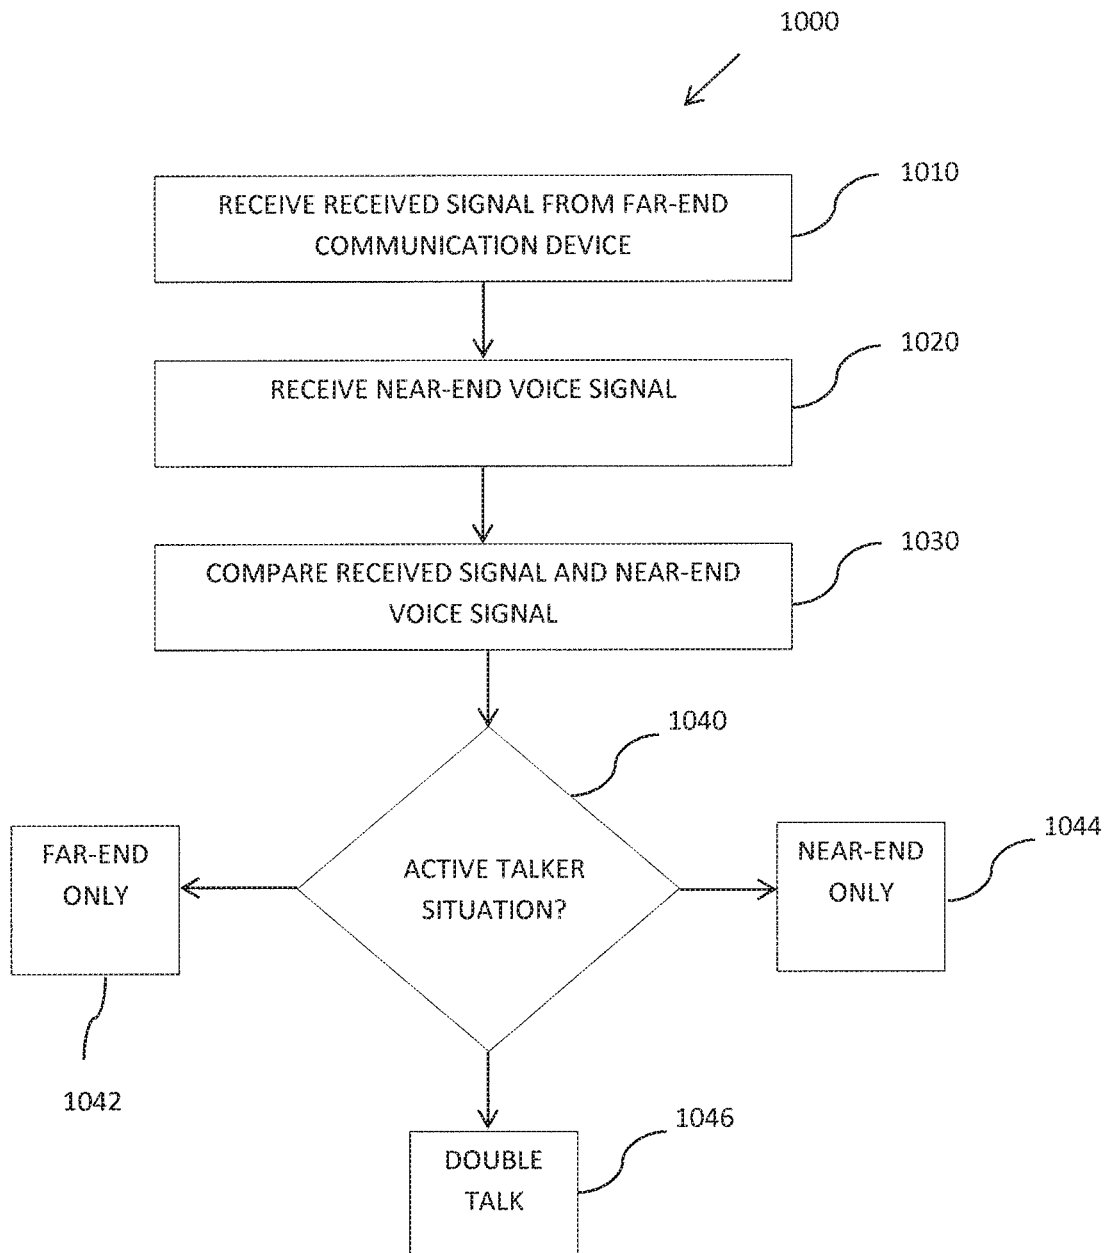 1000
RECEIVE RECEIVED SIGNAL FROM FAR-END
COMMUNICATION DEVICE
1010
RECEIVE NEAR-END VOICE SIGNAL
1020
COMPARE RECEIVED SIGNAL AND NEAR-END
VOICE SIGNAL
1030
ACTIVE TALKER
SITUATION?
1040
FAR-END
ONLY
1042
NEAR-END
ONLY
1044
DOUBLE
TALK
1046